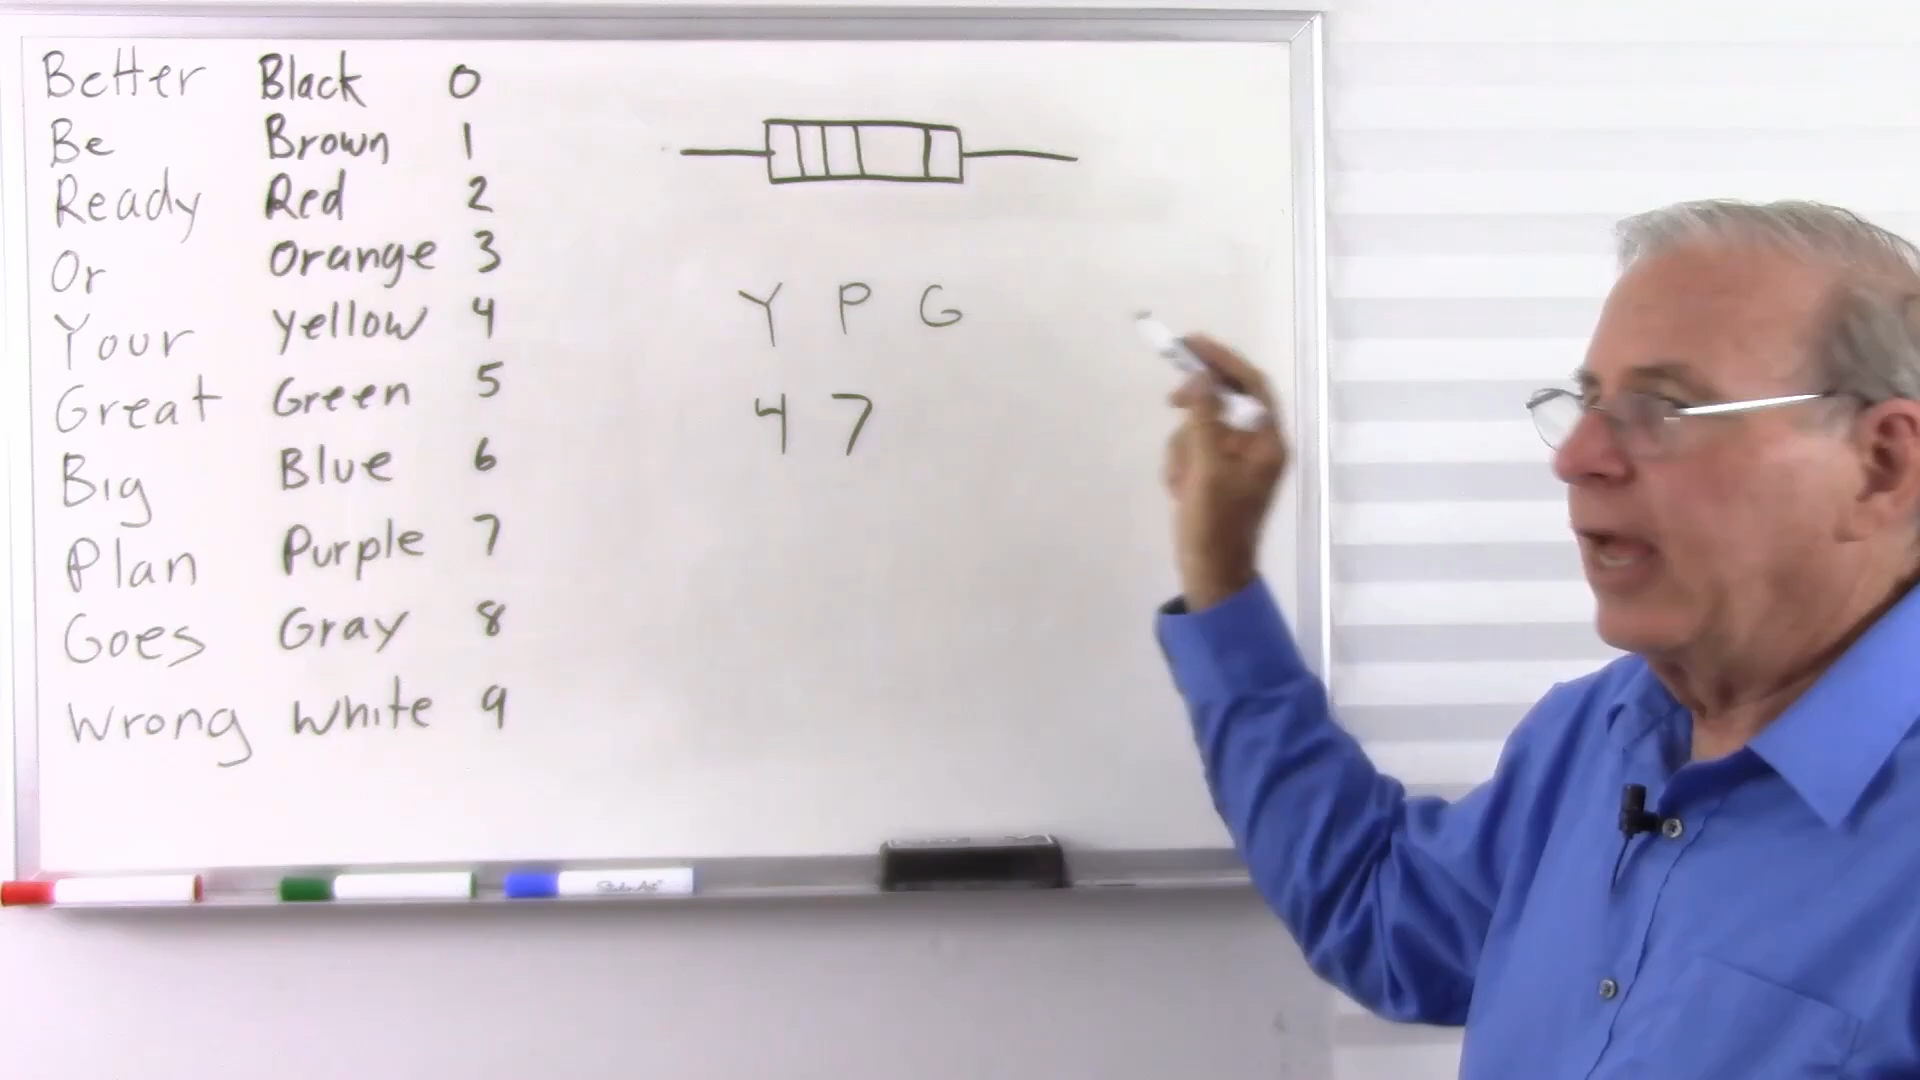 Better Black 0
Be Brown 1
Ready Red 2
Or Orange 3
Your Yellow 4
Great Green 5
Big Blue 6
Plan Purple 7
Goes Gray 8
Wrong White 9
Y P G
4 7